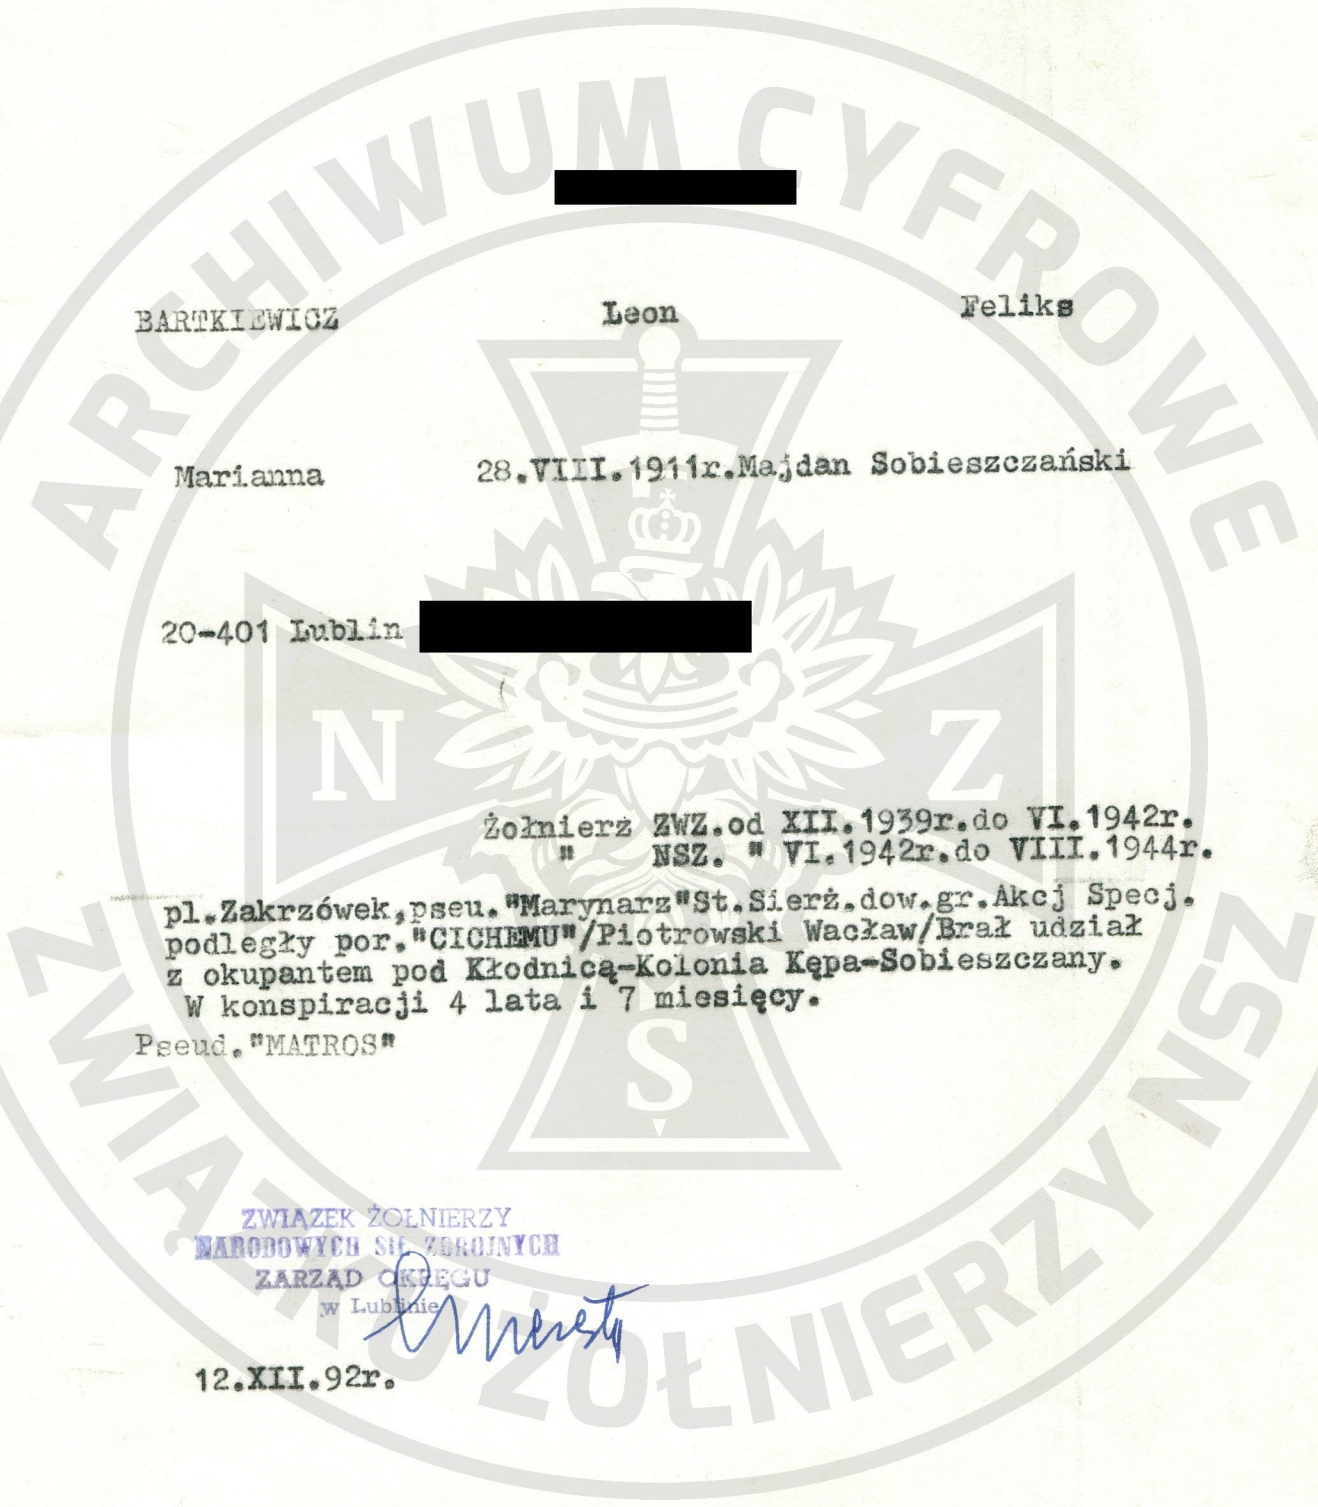 ARCHIWUM CYFROWE
BARTKIEWICZ Leon Feliks
Marianna 28.VIII.1911r.Majdan Sobieszczański
20-401 Lublin
N Z
Żołnierz ZWZ.od XII.1939r.do VI.1942r.
" NSZ. " VI.1942r.do VIII.1944r.
pl.Zakrzówek,pseu."Marynarz"St.Sierż.dow.gr.Akcj Specj.
podległy por."CICHEMU"/Piotrowski Wacław/Brał udział
z okupantem pod Kłodnicą-Kolonia Kępa-Sobieszczany.
W konspiracji 4 lata i 7 miesięcy.
Pseud."MATROS"
S
ZWIĄZEK ŻOŁNIERZY
NARODOWYCH SIŁ ZBROJNYCH
ZARZĄD OKRĘGU
w Lublinie
12.XII.92r.
ZWIĄZKU ŻOŁNIERZY NSZ